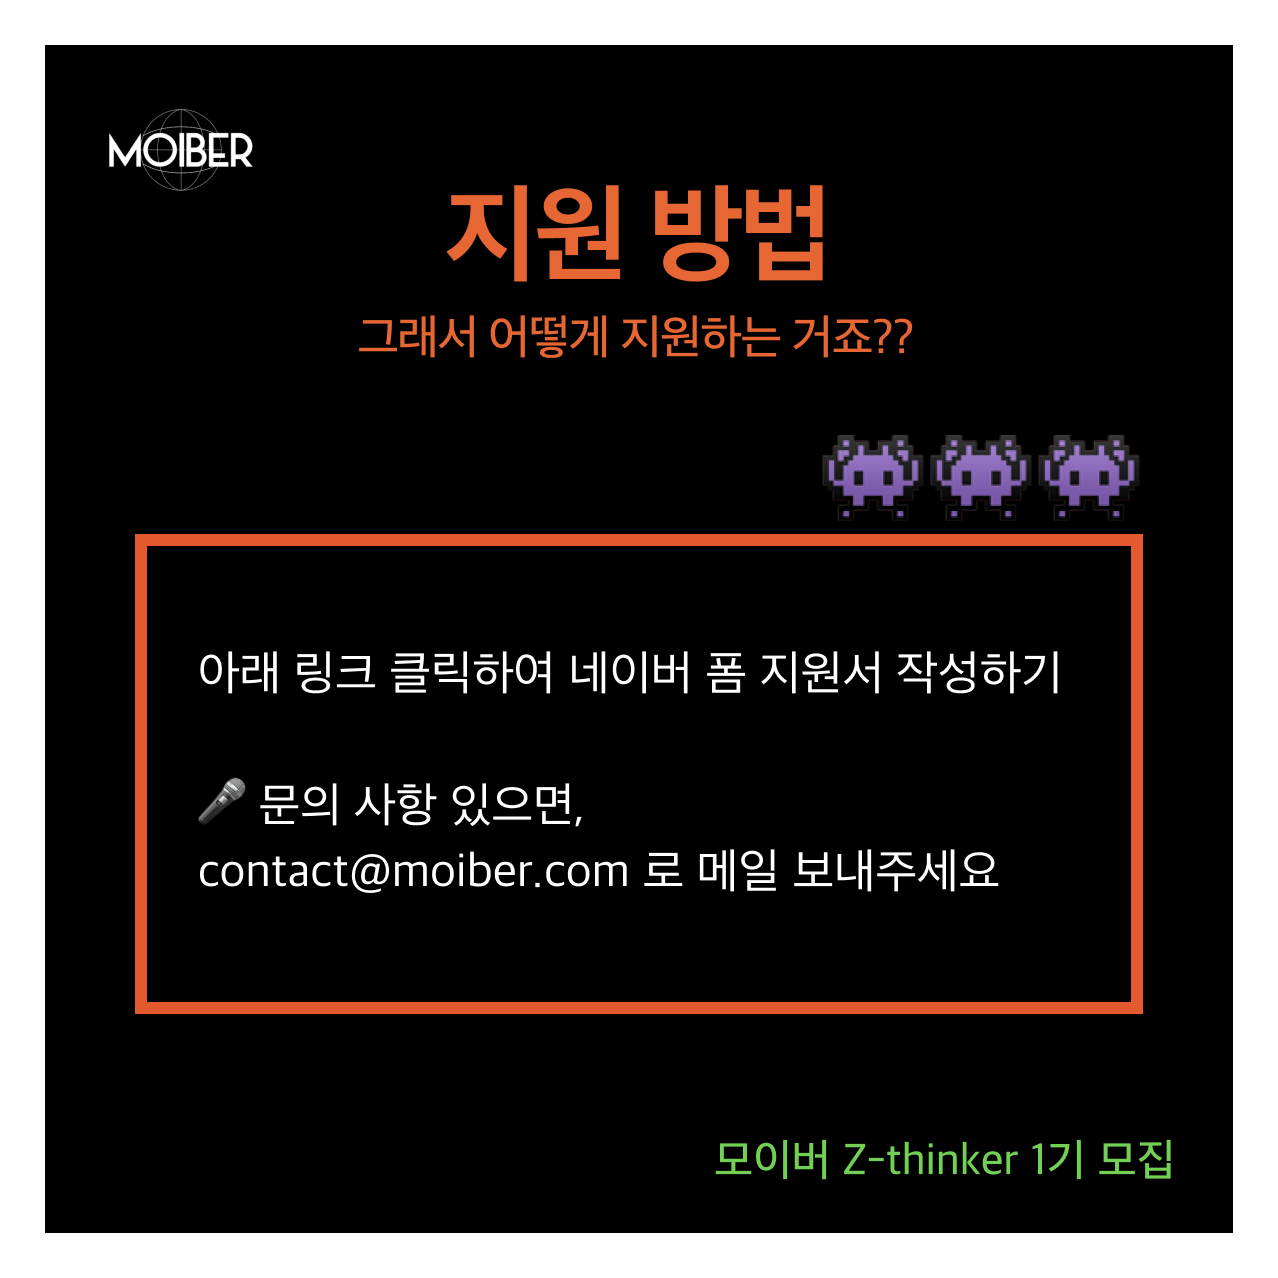 MOIBER
지원 방법
그래서 어떻게 지원하는 거죠??
아래 링크 클릭하여 네이버 폼 지원서 작성하기
🎤 문의 사항 있으면,
contact@moiber.com 로 메일 보내주세요
모이버 Z-thinker 1기 모집